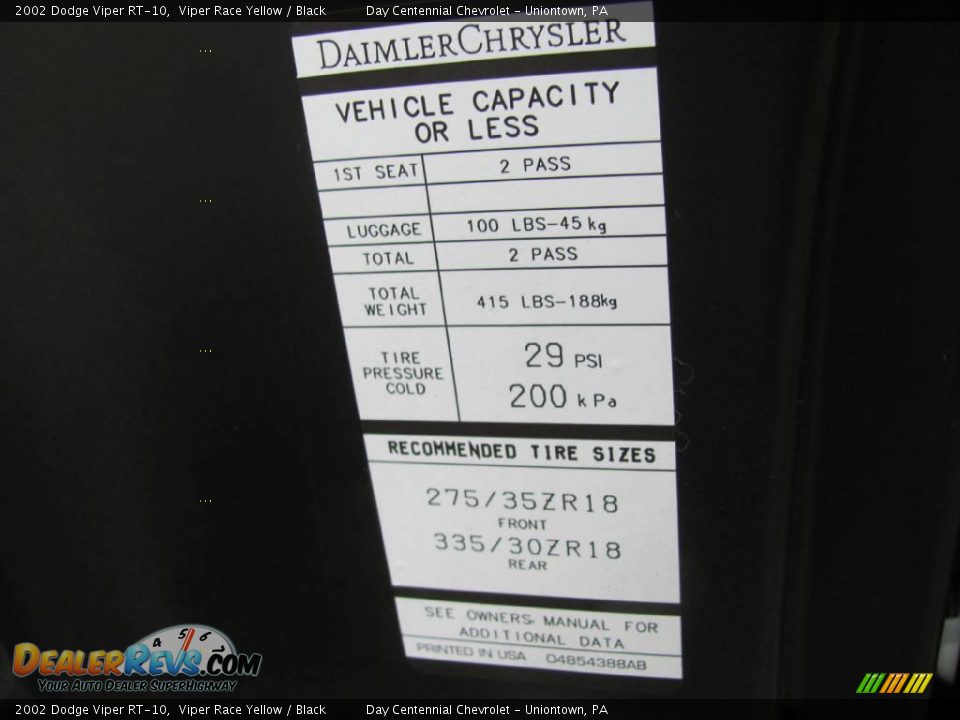 2002 Dodge Viper RT-10, Viper Race Yellow / Black Day Centennial Chevrolet - Uniontown, PA
DAIMLERCHRYSLER
VEHICLE CAPACITY
OR LESS
1ST SEAT 2 PASS
LUGGAGE 100 LBS-45 kg
TOTAL 2 PASS
TOTAL
WEIGHT 415 LBS-188kg
TIRE
PRESSURE
COLD
29 PSI
200 kPa
RECOMMENDED TIRE SIZES
275/35ZR18
FRONT
335/30ZR18
REAR
SEE OWNERS MANUAL FOR
ADDITIONAL DATA
PRINTED IN USA 04854388AB
4 5 6
DEALERREVS.COM
YOUR AUTO DEALER SUPERHIGHWAY
2002 Dodge Viper RT-10, Viper Race Yellow / Black Day Centennial Chevrolet - Uniontown, PA